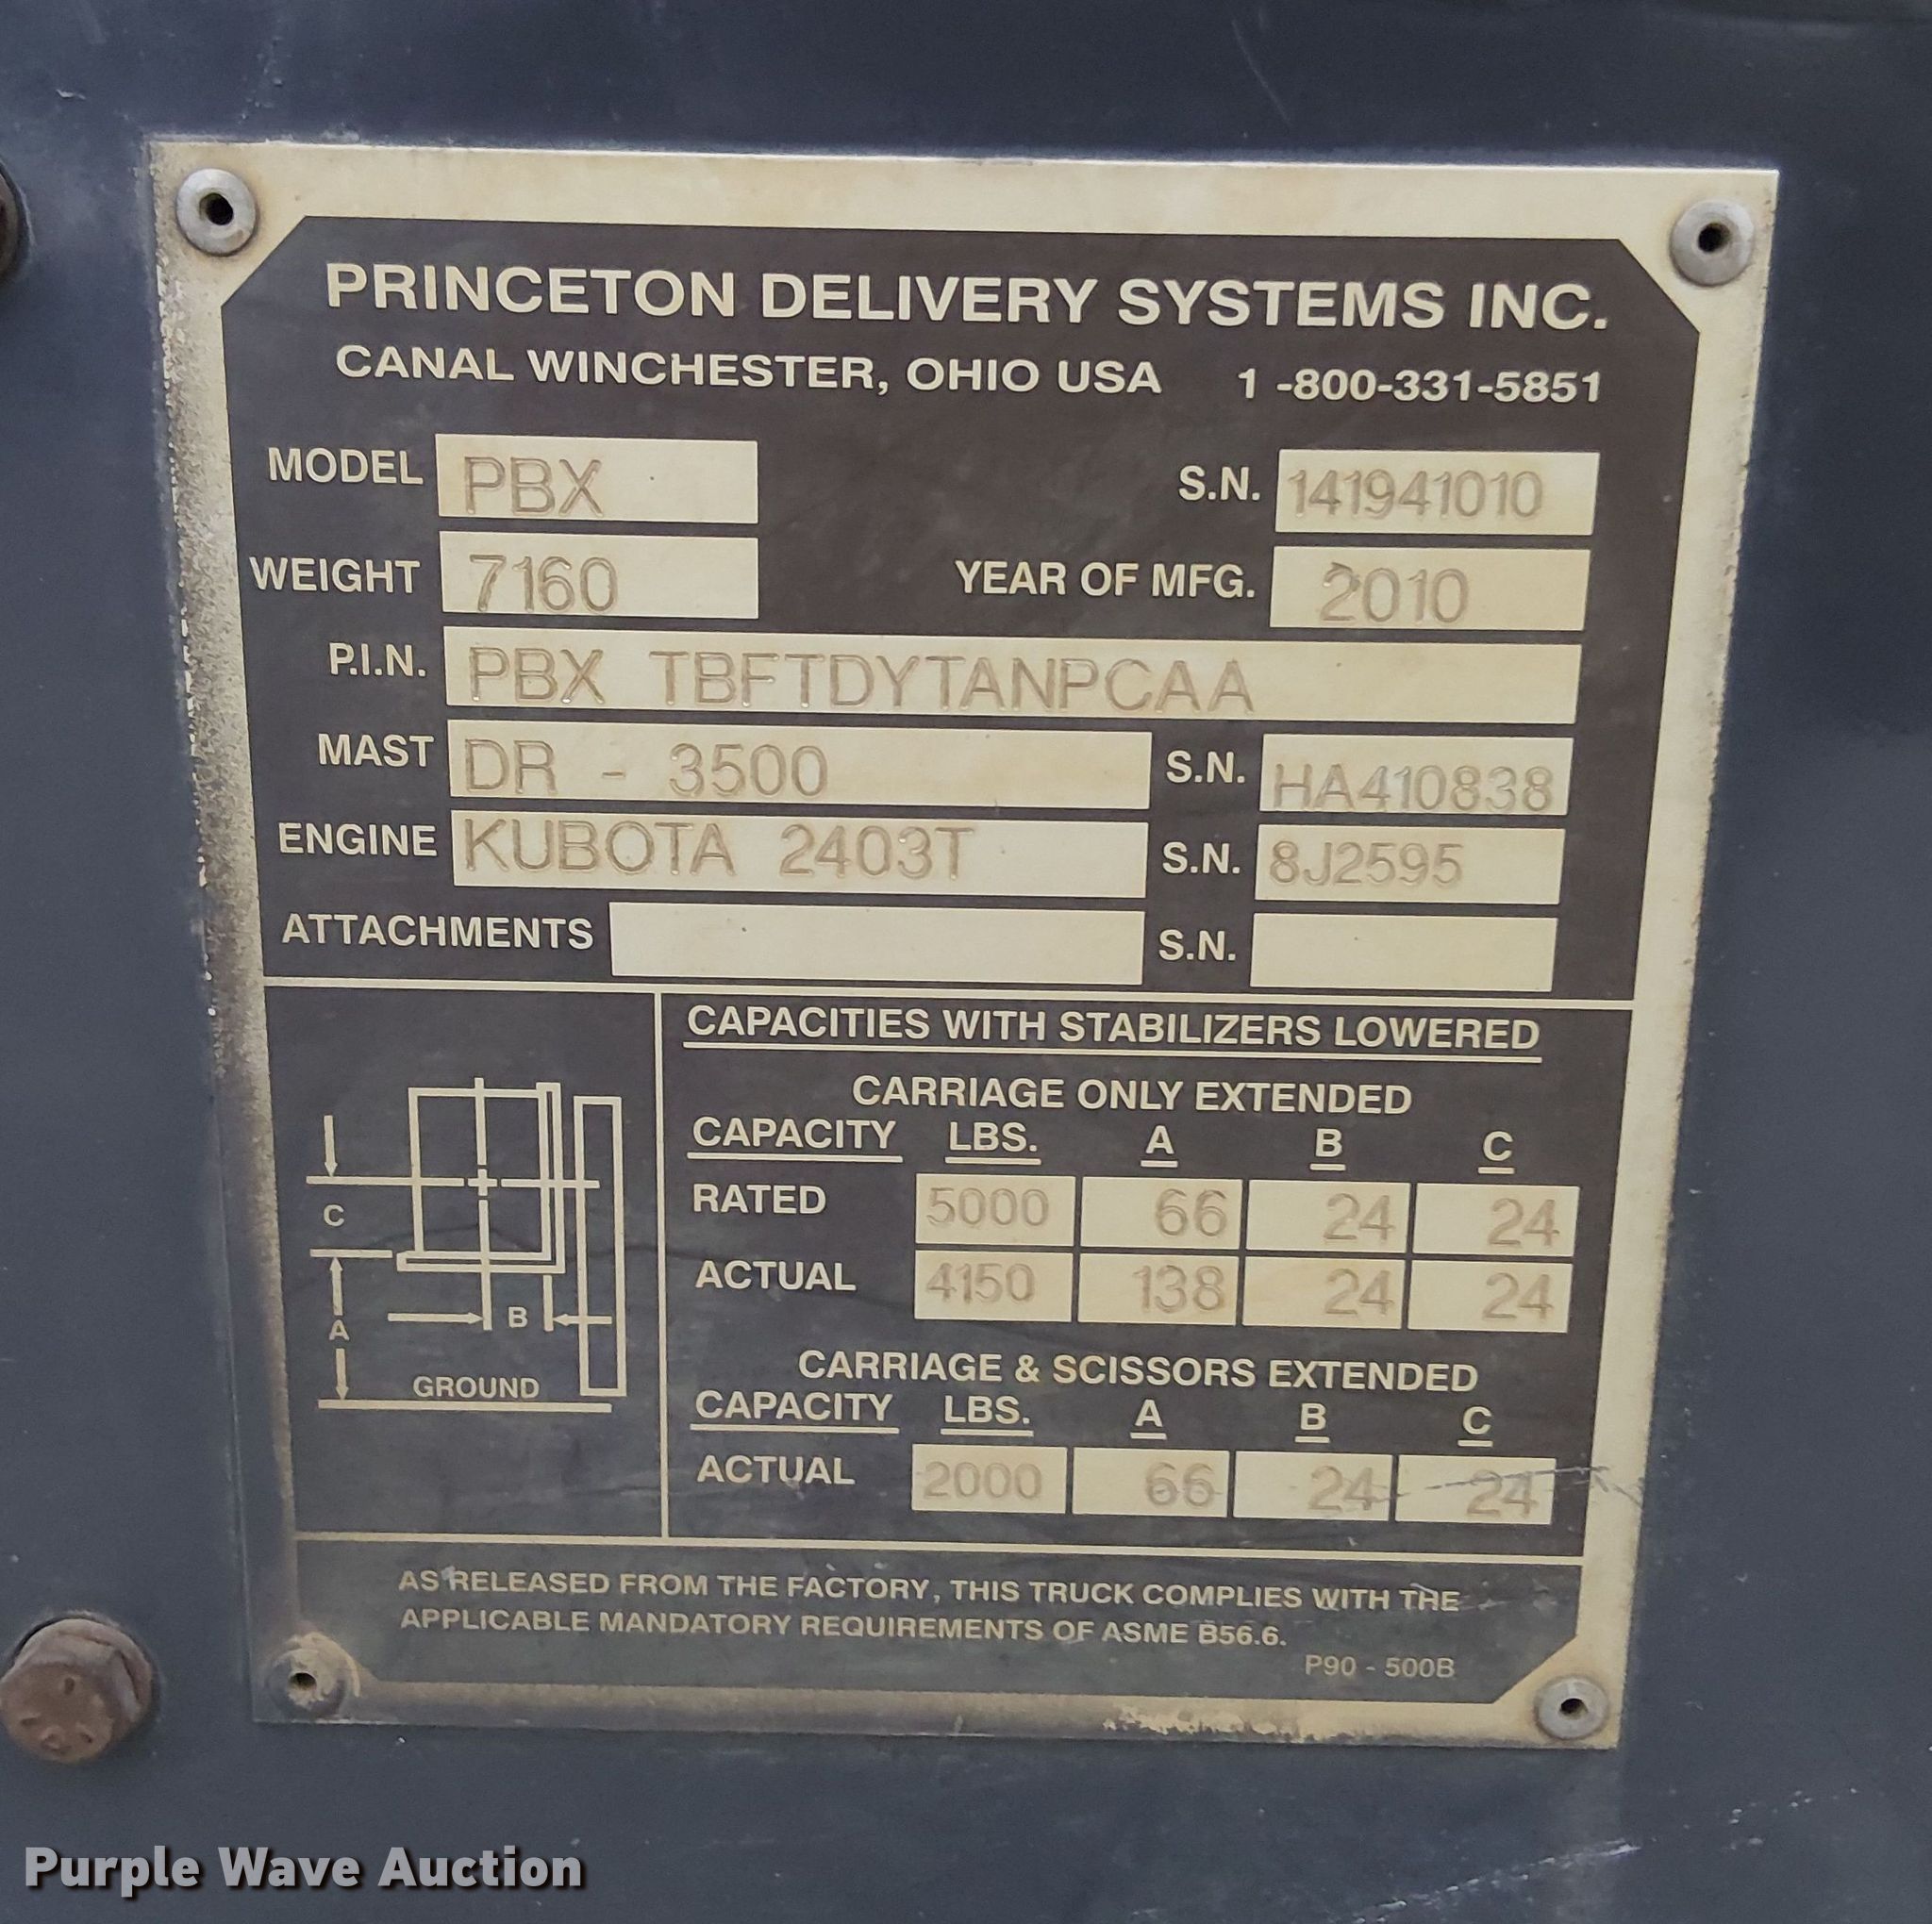 PRINCETON DELIVERY SYSTEMS INC.
CANAL WINCHESTER, OHIO USA 1 -800-331-5851
MODEL PBX S.N. 141941010
WEIGHT 7160 YEAR OF MFG. 2010
P.I.N. PBX TBFTDYTANPCAA
MAST DR - 3500 S.N. HA410838
ENGINE KUBOTA 2403T S.N. 8J2595
ATTACHMENTS S.N.
C
A
B
GROUND
CAPACITIES WITH STABILIZERS LOWERED
CARRIAGE ONLY EXTENDED
CAPACITY LBS. A B C
RATED 5000 66 24 24
ACTUAL 4150 138 24 24
CARRIAGE & SCISSORS EXTENDED
CAPACITY LBS. A B C
ACTUAL 2000 66 24 24
AS RELEASED FROM THE FACTORY, THIS TRUCK COMPLIES WITH THE
APPLICABLE MANDATORY REQUIREMENTS OF ASME B56.6.
P90 - 500B
Purple Wave Auction